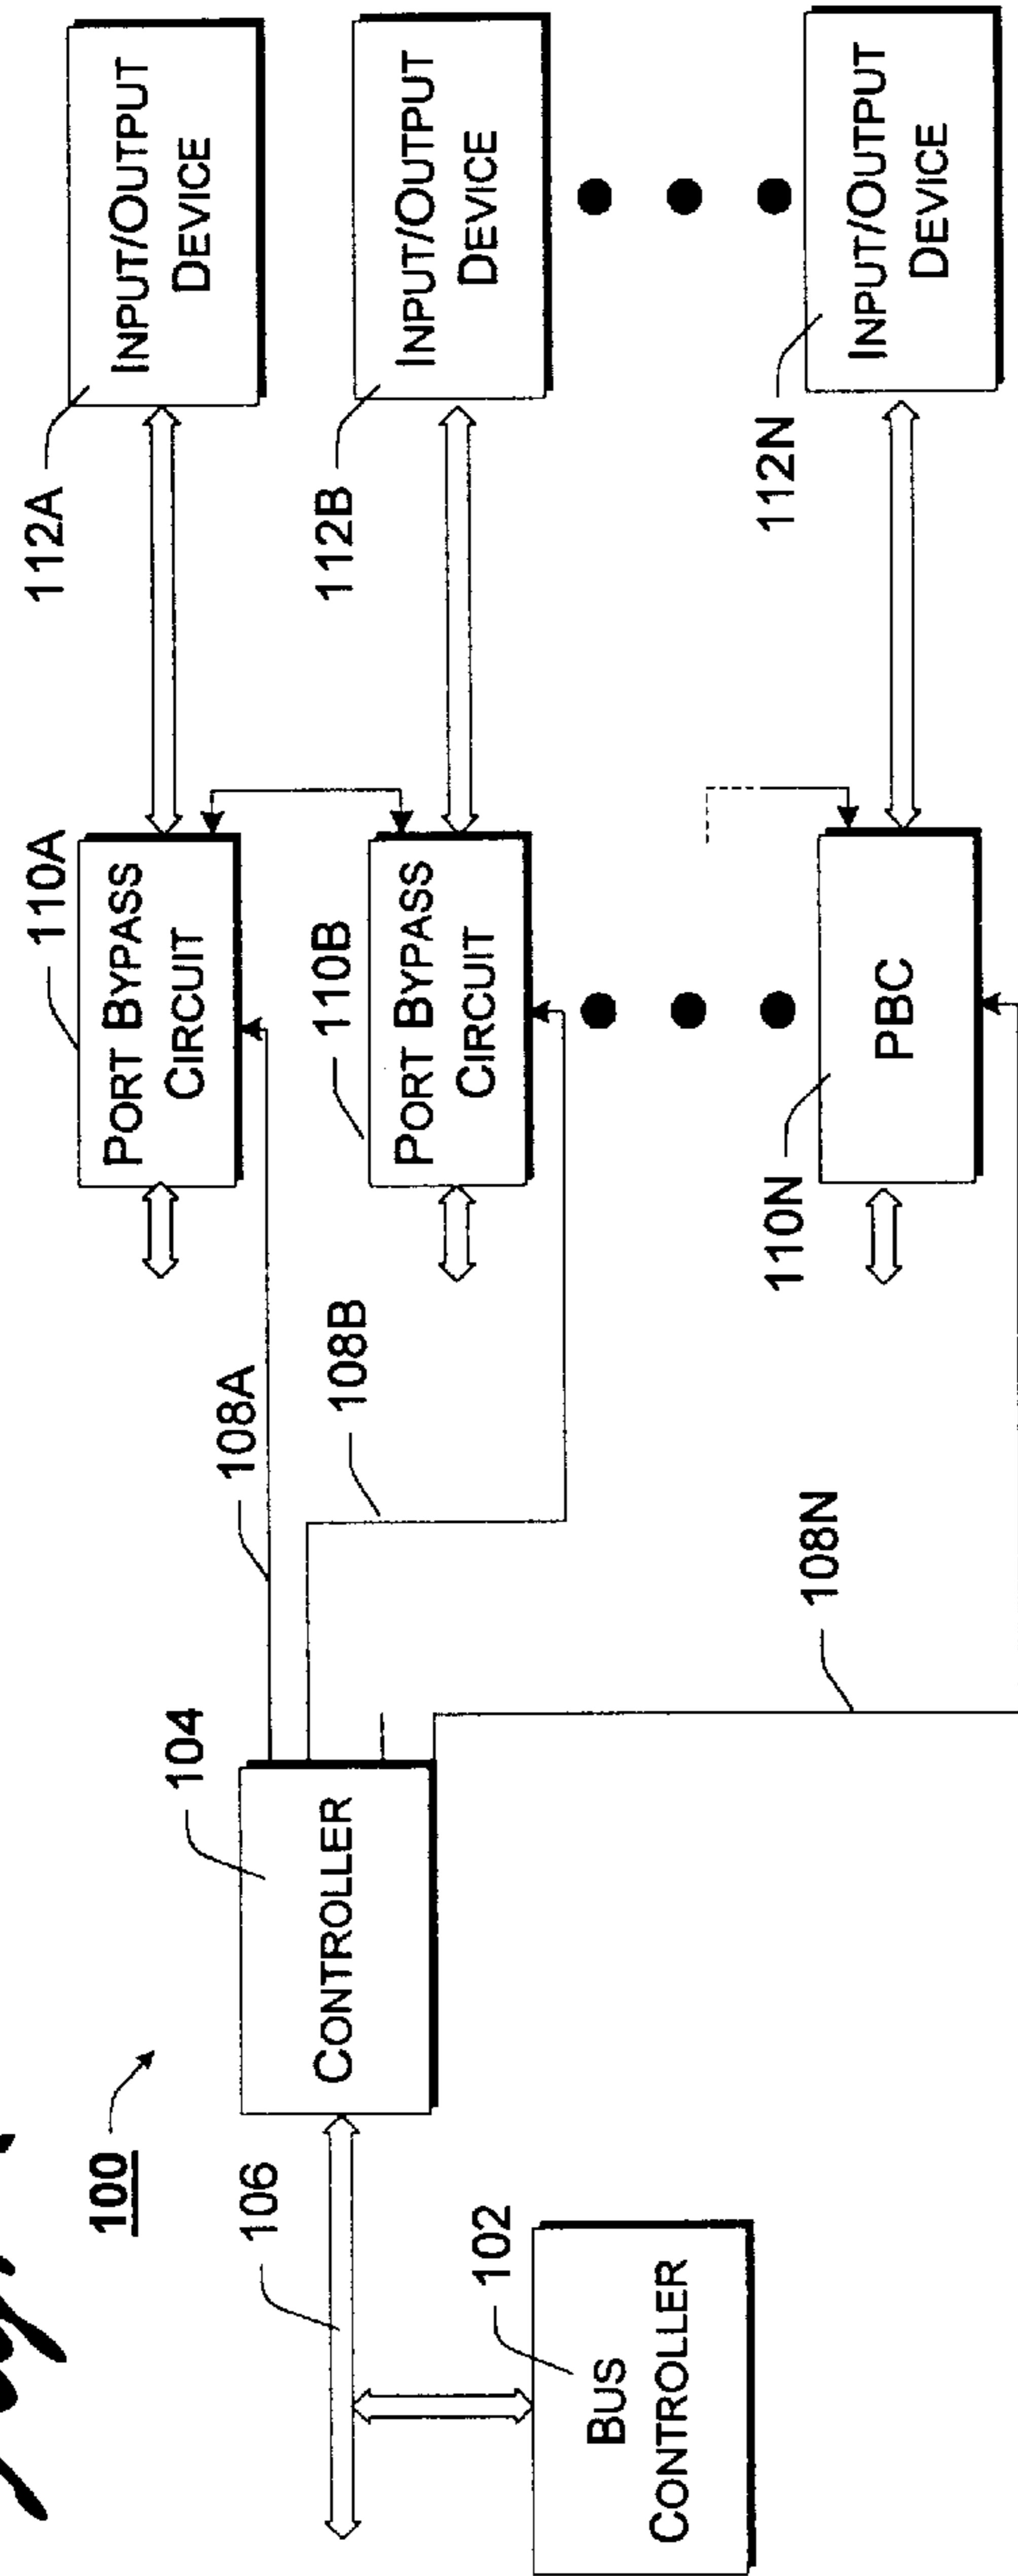 100
106
104
CONTROLLER
102
BUS
CONTROLLER
108A
108B
108N
110A
PORT BYPASS
CIRCUIT
110B
PORT BYPASS
CIRCUIT
110N
PBC
112A
INPUT/OUTPUT
DEVICE
112B
INPUT/OUTPUT
DEVICE
112N
INPUT/OUTPUT
DEVICE